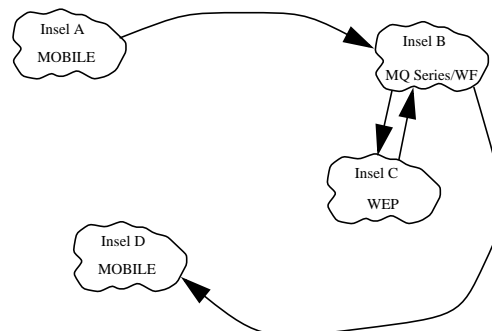 Insel A
MOBILE
Insel B
MQ Series/WF
Insel C
WEP
Insel D
MOBILE